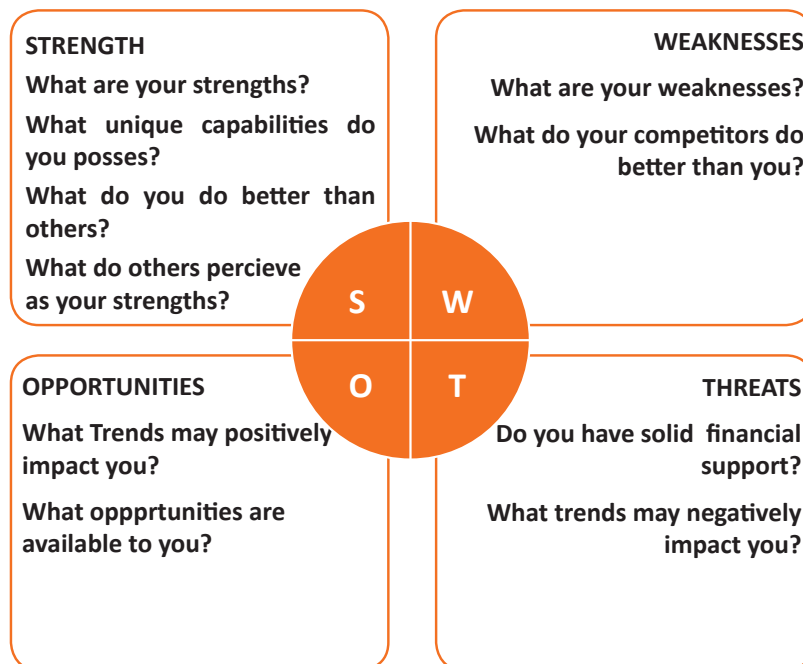 STRENGTH
What are your strengths?
What unique capabilities do
you posses?
What do you do better than
others?
What do others percieve
as your strengths?
WEAKNESSES
What are your weaknesses?
What do your competitors do
better than you?
S
W
O
T
OPPORTUNITIES
What Trends may positively
impact you?
What oppprtunities are
available to you?
THREATS
Do you have solid financial
support?
What trends may negatively
impact you?